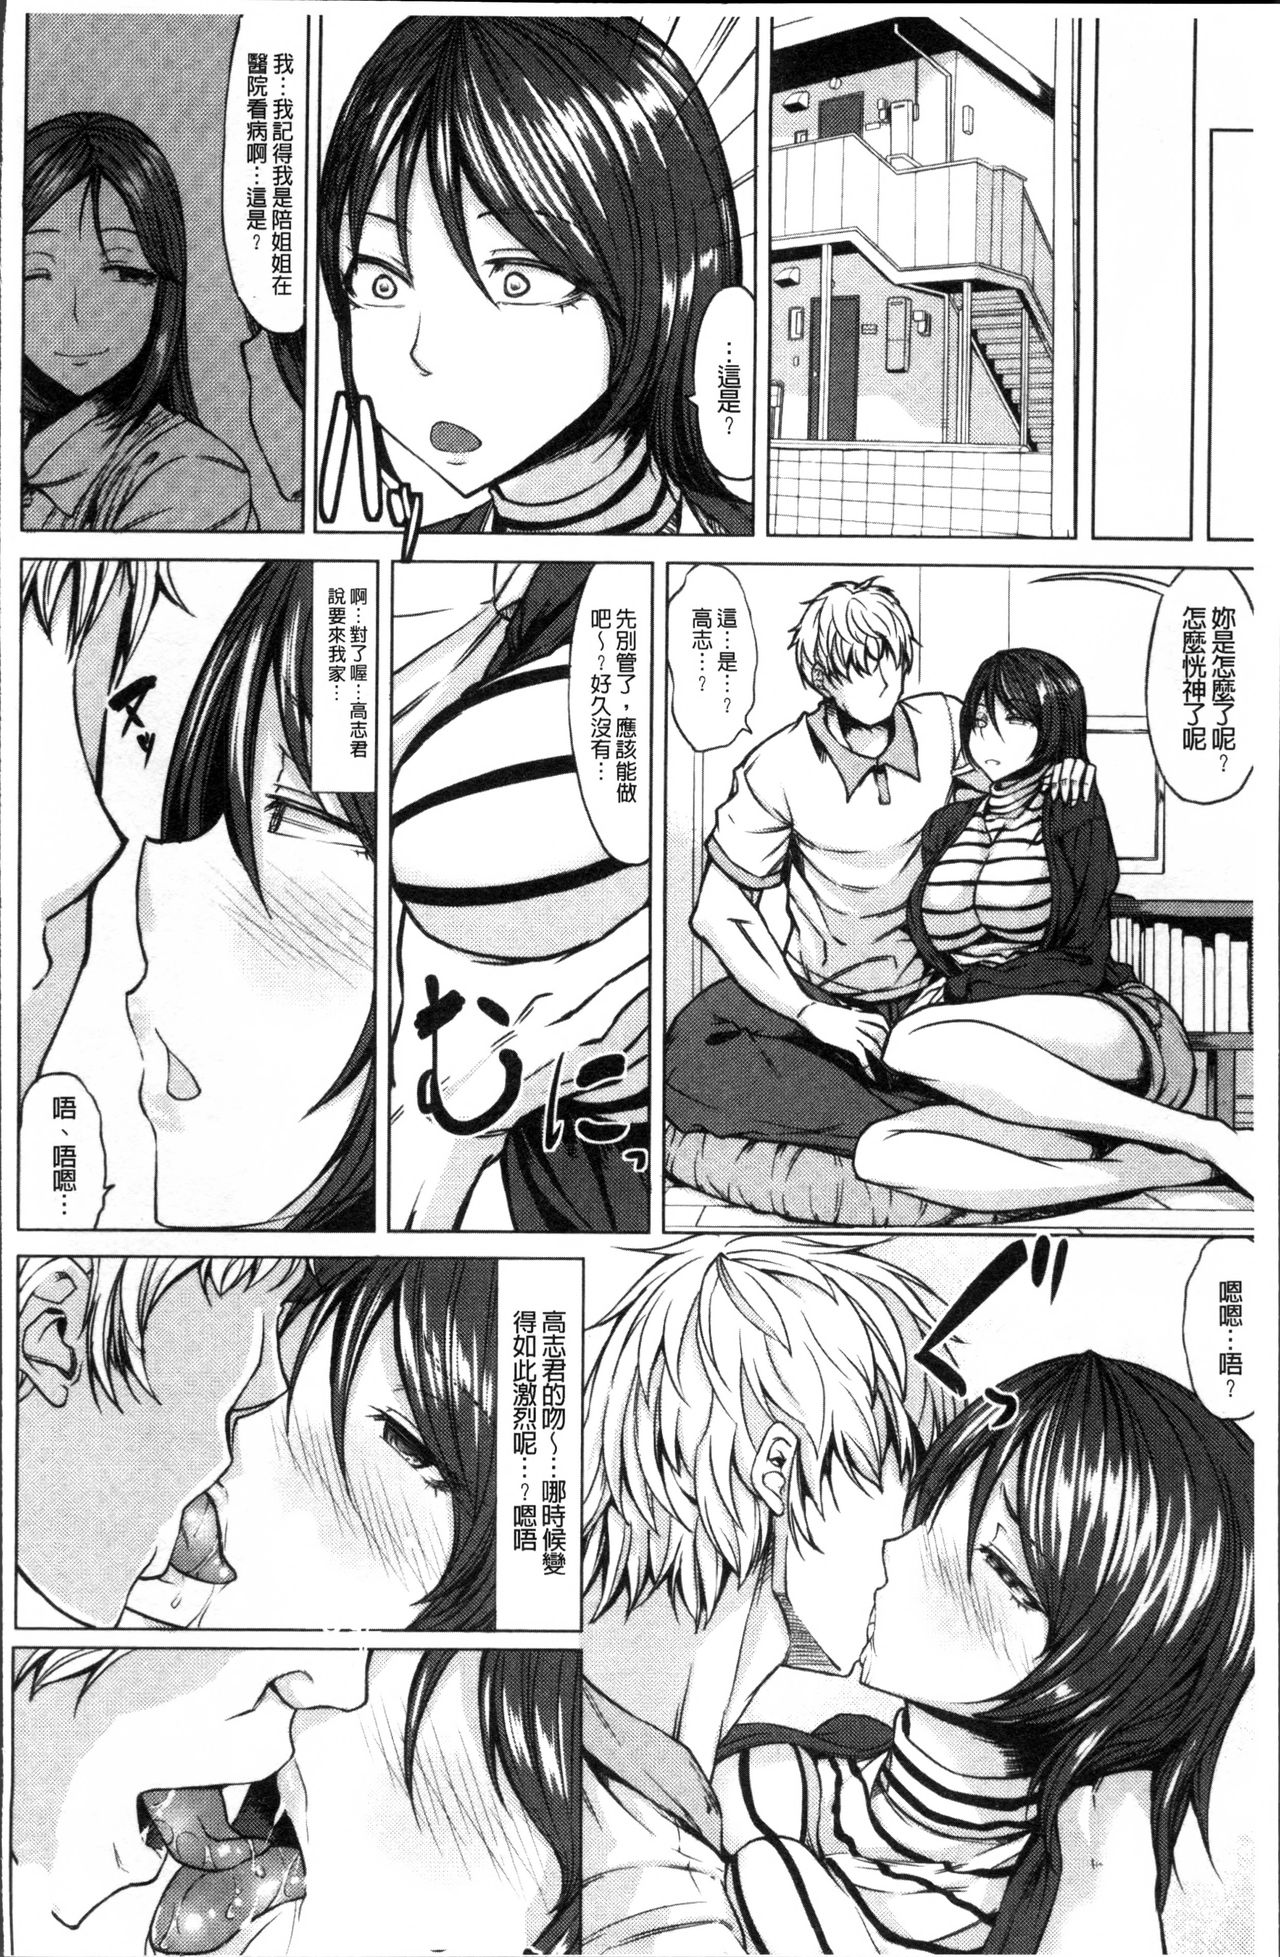 …這是?
我…我記得我是陪姐姐在
醫院看病啊…這是?
妳是怎麼了呢?
怎麼恍神了呢
這…是…?
高志…?
先別管了,應該能做
吧～?好久沒有…
むにっ
啊…對了喔…高志君
說要來我家…
唔、唔嗯…
嗯嗯…唔?
高志君的吻～…哪時候變
得如此激烈呢…?嗯唔